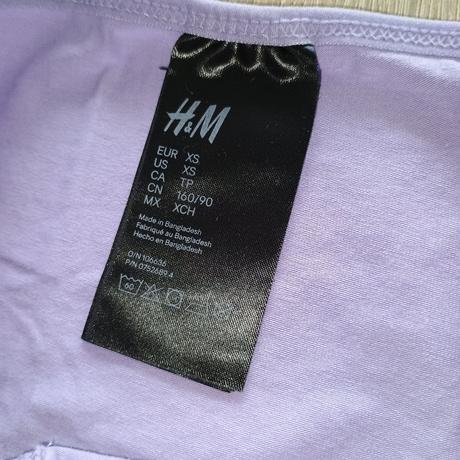 H&M
EUR XS
US XS
CA TP
CN 160/90
MX XCH
Made in Bangladesh
Fabriqué au Bangladesh
Hecho en Bangladesh
O/N 106636
P/N 0752689.4
60